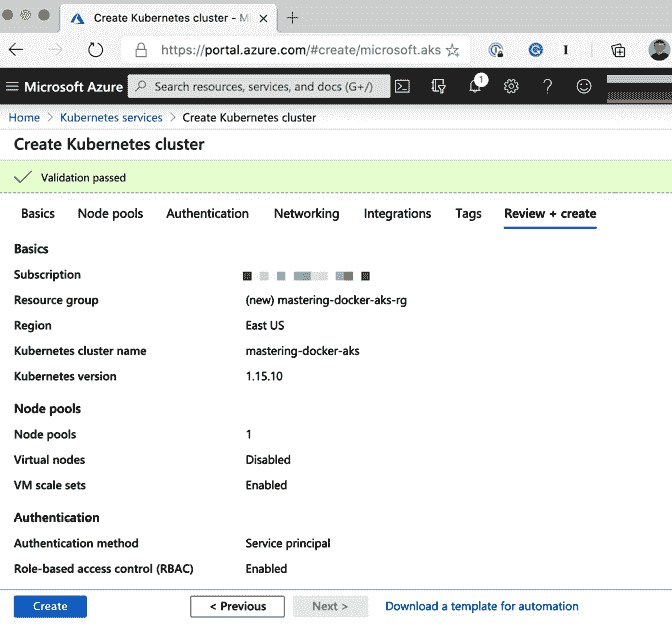 Create Kubernetes cluster - M
https://portal.azure.com/#create/microsoft.aks
Microsoft Azure
Search resources, services, and docs (G+/)
1
Home > Kubernetes services > Create Kubernetes cluster
Create Kubernetes cluster
Validation passed
Basics Node pools Authentication Networking Integrations Tags Review + create
Basics
Subscription
Resource group (new) mastering-docker-aks-rg
Region East US
Kubernetes cluster name mastering-docker-aks
Kubernetes version 1.15.10
Node pools
Node pools 1
Virtual nodes Disabled
VM scale sets Enabled
Authentication
Authentication method Service principal
Role-based access control (RBAC) Enabled
Create < Previous Next > Download a template for automation